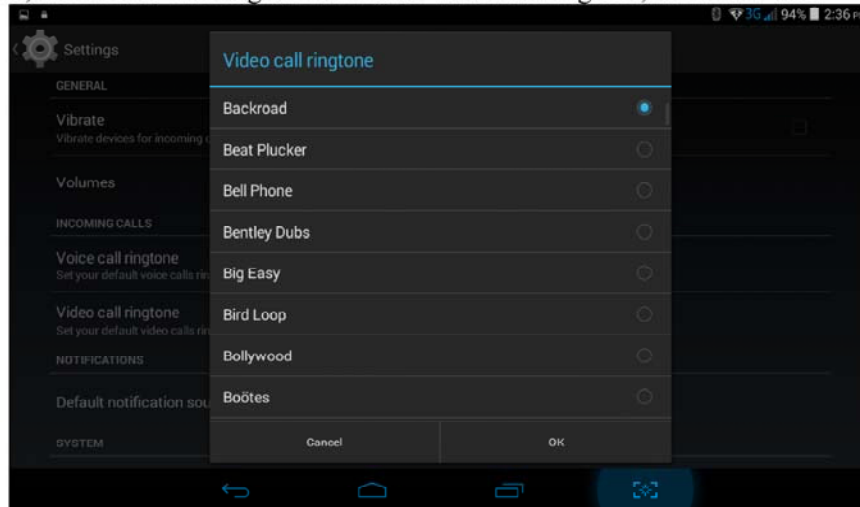 3G 94% 2:36
Settings
Video call ringtone
GENERAL
Backroad
Vibrate
Vibrate devices for incoming
Beat Plucker
Volumes
Bell Phone
INCOMING CALLS
Bentley Dubs
Voice call ringtone
Set your default voice calls
Big Easy
Video call ringtone
Set your default video calls
Bird Loop
NOTIFICATIONS
Bollywood
Default notification
Boötes
SYSTEM
Cancel OK